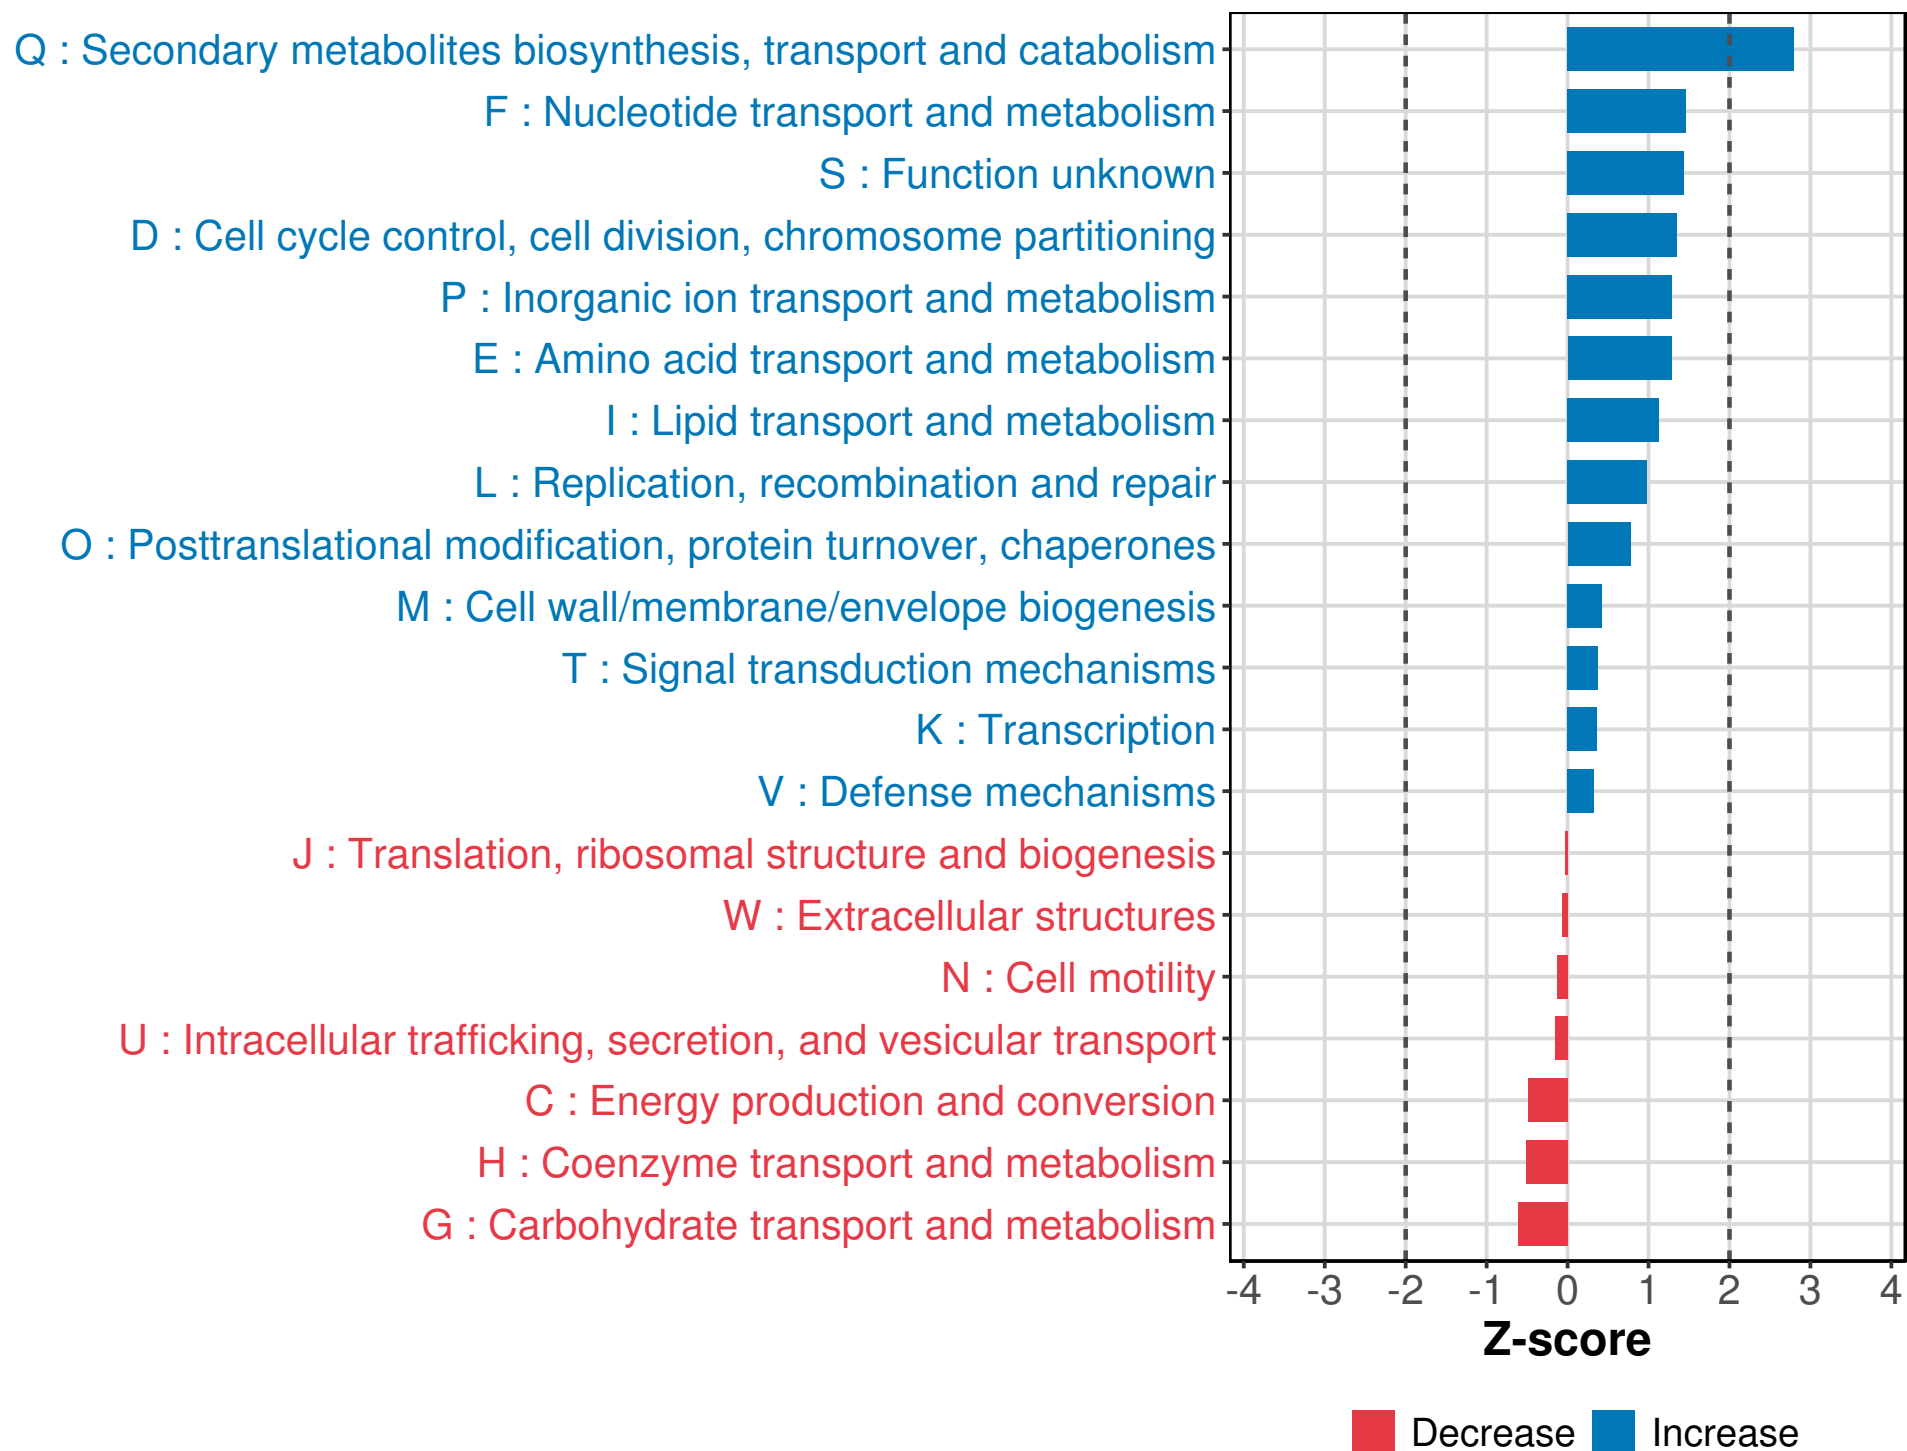 Q : Secondary metabolites biosynthesis, transport and catabolism
F : Nucleotide transport and metabolism
S : Function unknown
D : Cell cycle control, cell division, chromosome partitioning
P : Inorganic ion transport and metabolism
E : Amino acid transport and metabolism
I : Lipid transport and metabolism
L : Replication, recombination and repair
O : Posttranslational modification, protein turnover, chaperones
M : Cell wall/membrane/envelope biogenesis
T : Signal transduction mechanisms
K : Transcription
V : Defense mechanisms
J : Translation, ribosomal structure and biogenesis
W : Extracellular structures
N : Cell motility
U : Intracellular trafficking, secretion, and vesicular transport
C : Energy production and conversion
H : Coenzyme transport and metabolism
G : Carbohydrate transport and metabolism
-4 -3 -2 -1 0 1 2 3 4
Z-score
Decrease Increase